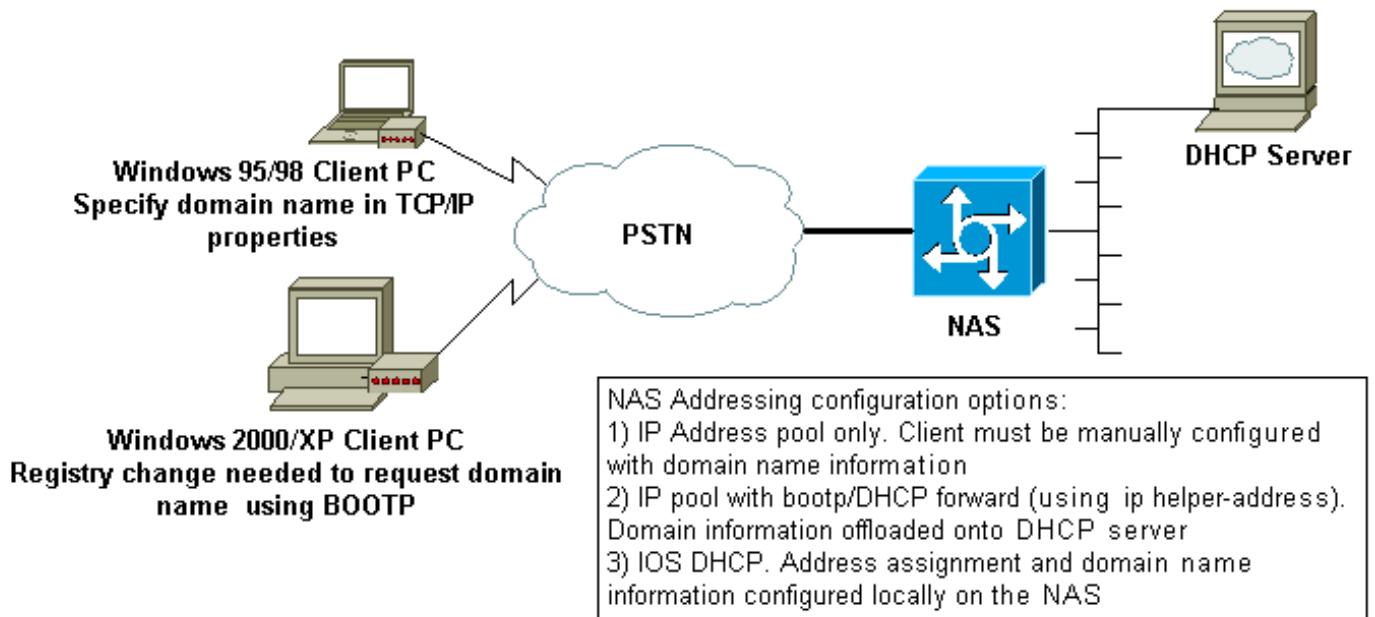 DHCP Server
Windows 95/98 Client PC
Specify domain name in TCP/IP
properties
PSTN
NAS
Windows 2000/XP Client PC
Registry change needed to request domain
name using BOOTP
NAS Addressing configuration options:
1) IP Address pool only. Client must be manually configured
with domain name information
2) IP pool with bootp/DHCP forward (using ip helper-address).
Domain information offloaded onto DHCP server
3) IOS DHCP. Address assignment and domain name
information configured locally on the NAS